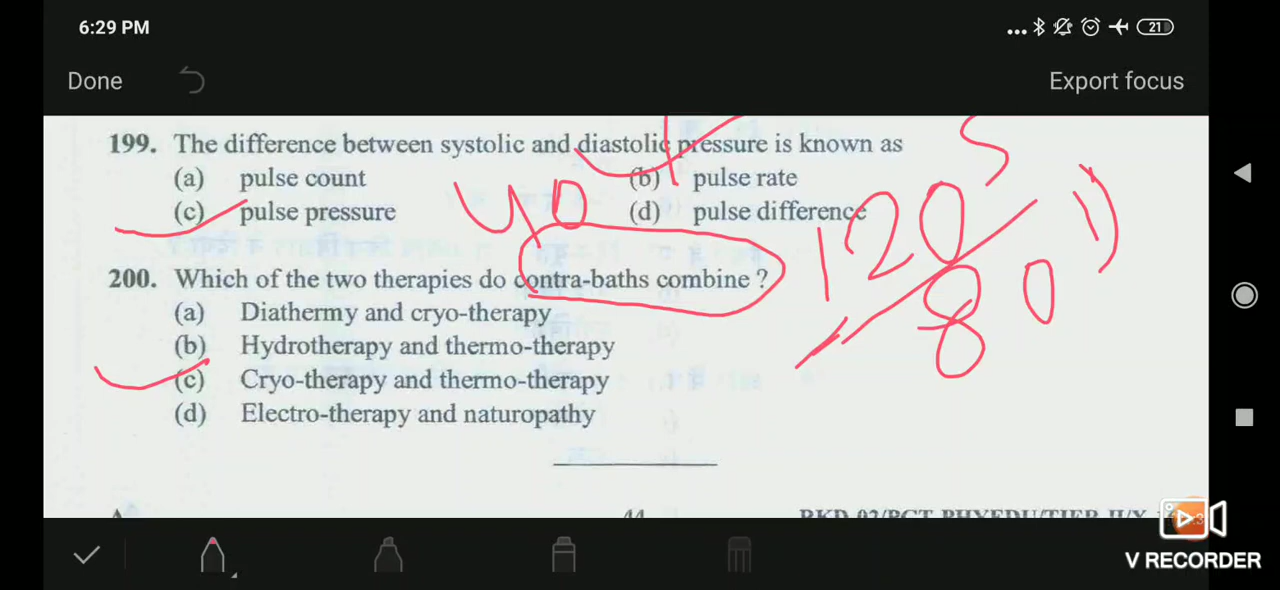 6:29 PM
21
Done
Export focus
199. The difference between systolic and diastolic pressure is known as
(a) pulse count (b) pulse rate
(c) pulse pressure (d) pulse difference
40
120
80
200. Which of the two therapies do contra-baths combine ?
(a) Diathermy and cryo-therapy
(b) Hydrotherapy and thermo-therapy
(c) Cryo-therapy and thermo-therapy
(d) Electro-therapy and naturopathy
44
V RECORDER